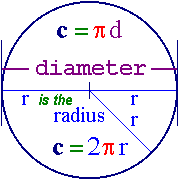 c = πd
diameter
r is the r
radius r
c = 2πr